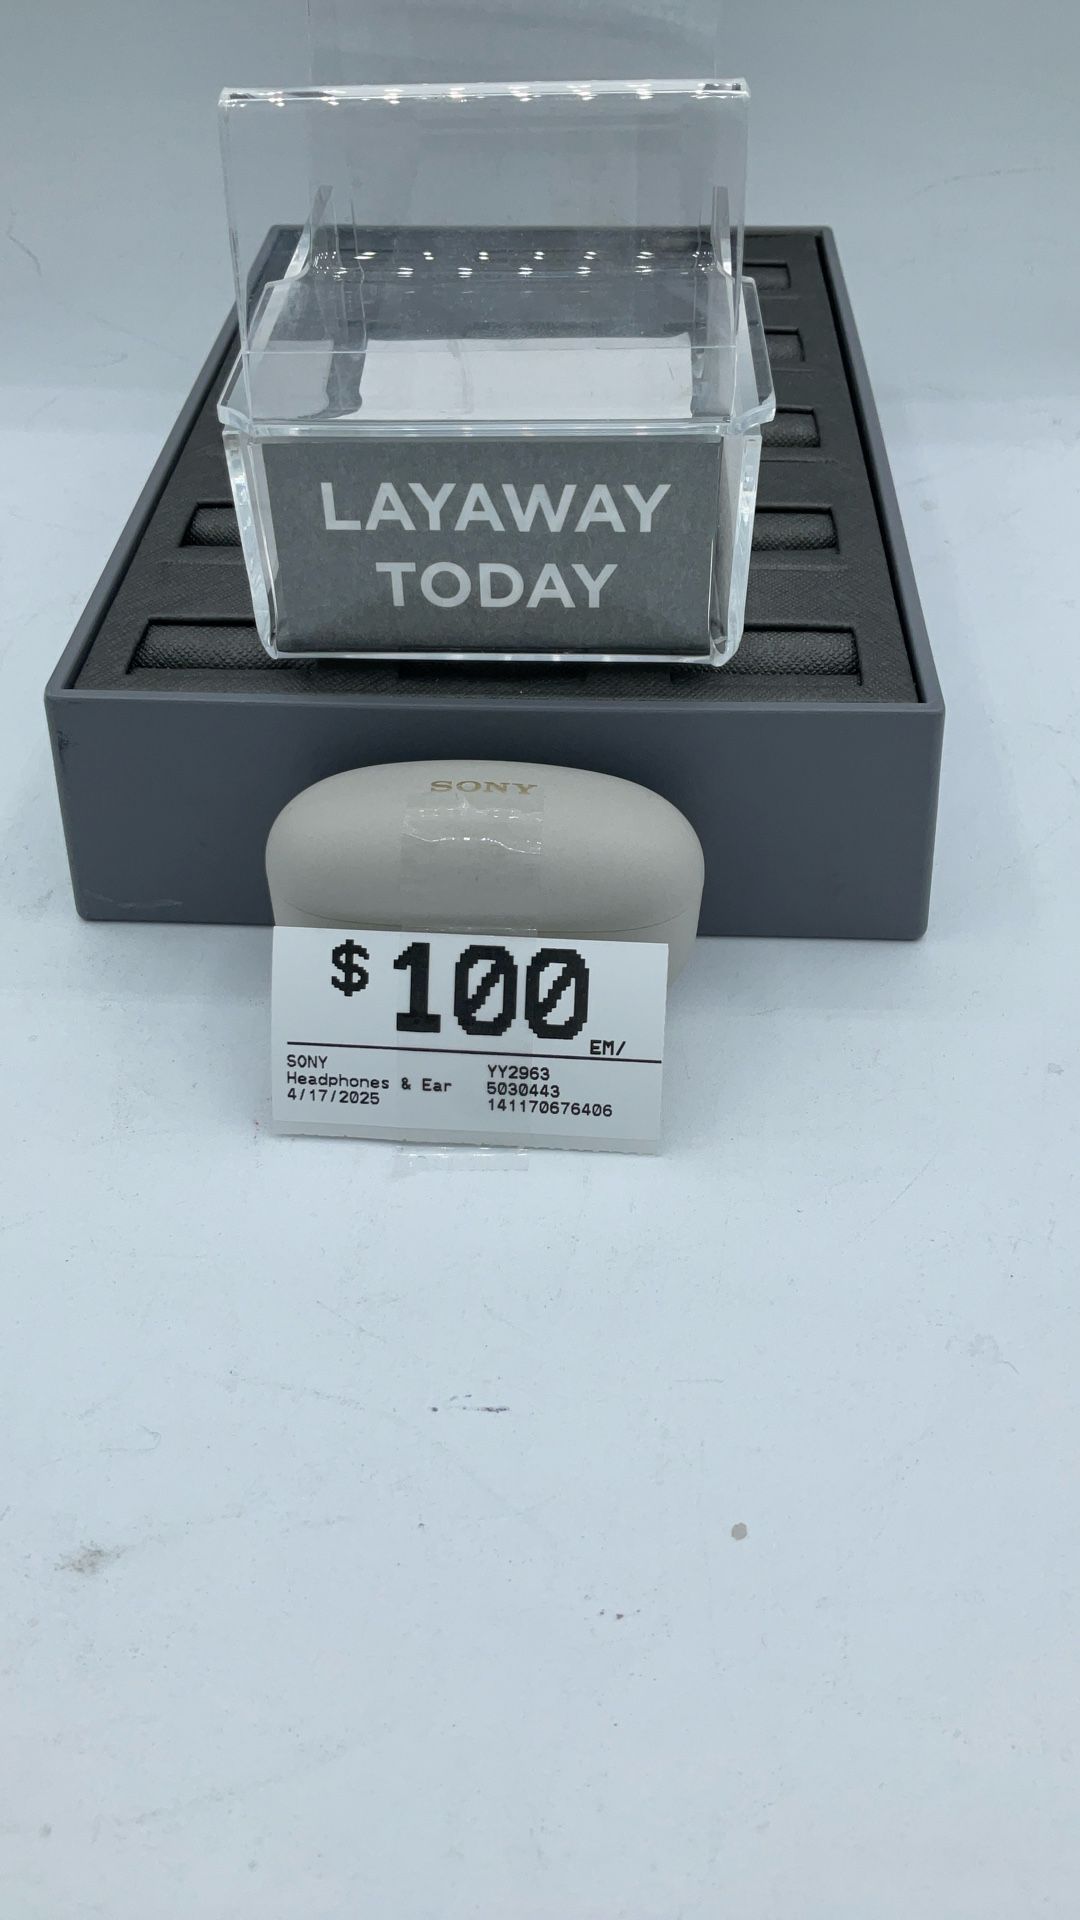 LAYAWAY
TODAY
SONY
$100
EM/
SONY
Headphones & Ear
4/17/2025
YY2963
5030443
141170676406